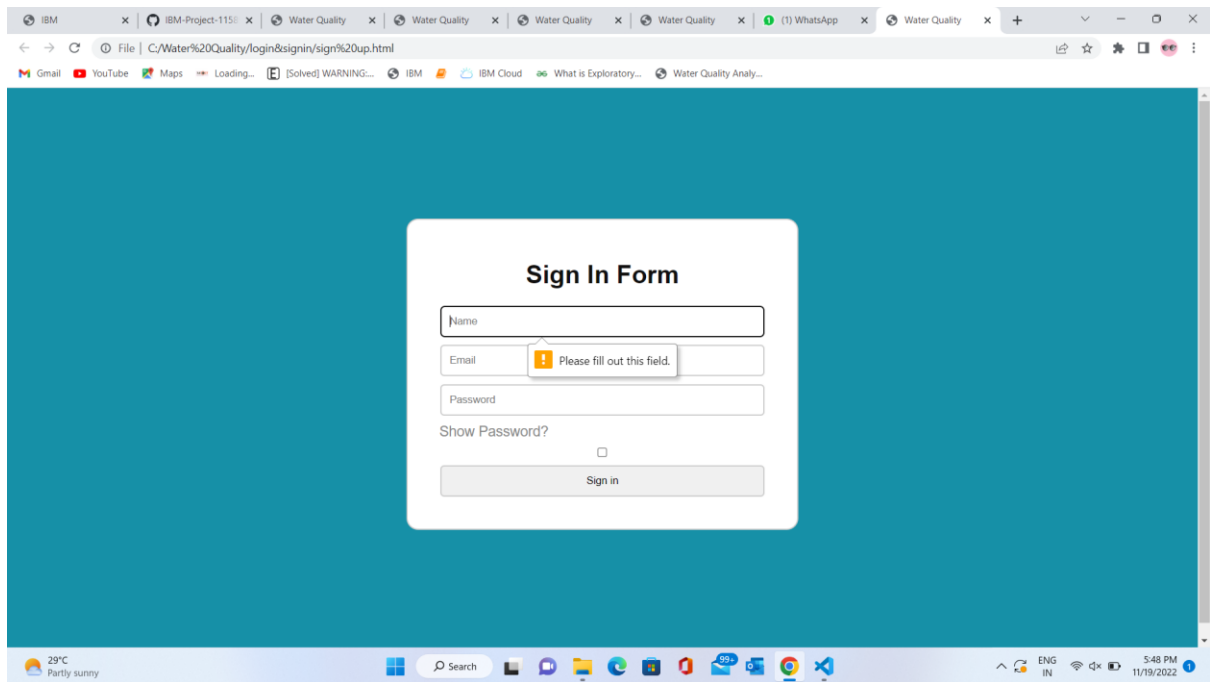 IBM
IBM-Project-1158
Water Quality
Water Quality
Water Quality
Water Quality
(1) WhatsApp
Water Quality
File | C:/Water%20Quality/login&signin/sign%20up.html
Gmail
YouTube
Maps
Loading...
[Solved] WARNING:...
IBM
IBM Cloud
What is Exploratory...
Water Quality Analy...
Sign In Form
Name
Email
Please fill out this field.
Password
Show Password?
Sign in
29°C
Partly sunny
Search
99+
ENG
IN
5:48 PM
11/19/2022
1